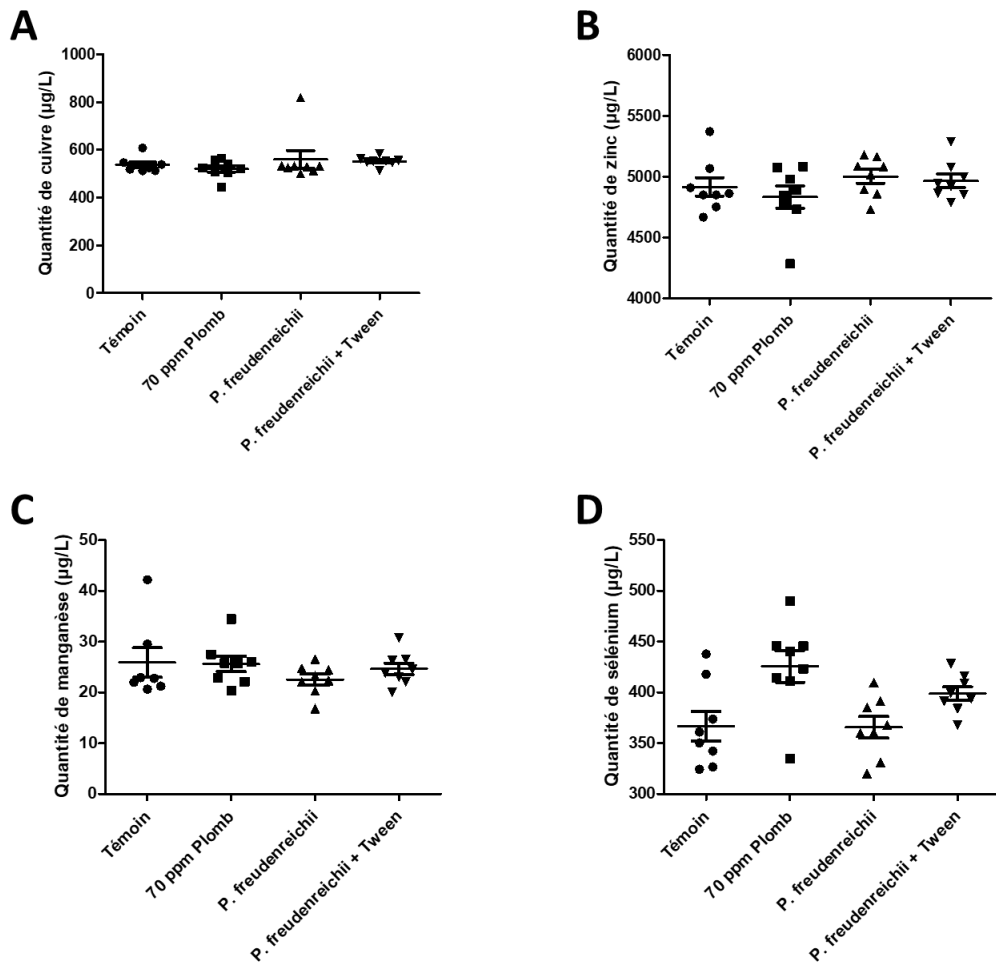 A
Quantité de cuivre (µg/L)
1000
800
600
400
200
0
Témoin
70 ppm Plomb
P. freudenreichii
P. freudenreichii + Tween
B
Quantité de zinc (µg/L)
6000
5500
5000
4500
4000
Témoin
70 ppm Plomb
P. freudenreichii
P. freudenreichii + Tween
C
Quantité de manganèse (µg/L)
50
40
30
20
10
0
Témoin
70 ppm Plomb
P. freudenreichii
P. freudenreichii + Tween
D
Quantité de sélénium (µg/L)
550
500
450
400
350
300
Témoin
70 ppm Plomb
P. freudenreichii
P. freudenreichii + Tween